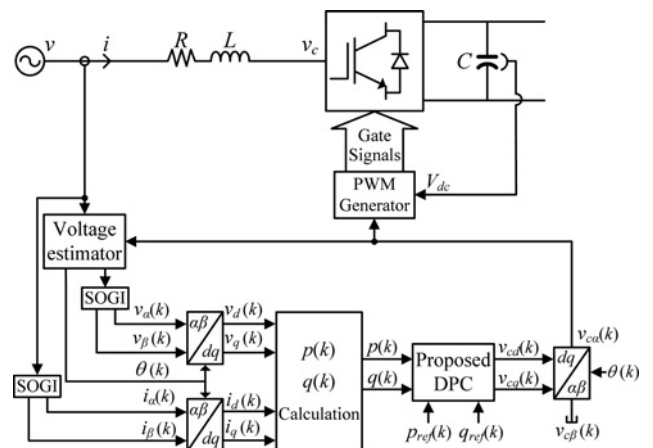 v
i
R
L
v_c
C
Gate
Signals
PWM
Generator
V_dc
Voltage
estimator
SOGI
v_α(k)
v_β(k)
αβ
dq
v_d(k)
v_q(k)
θ(k)
SOGI
i_α(k)
i_β(k)
αβ
dq
i_d(k)
i_q(k)
p(k)
q(k)
Calculation
p(k)
q(k)
Proposed
DPC
p_ref(k) q_ref(k)
v_cd(k)
v_cq(k)
dq
αβ
v_cα(k)
θ(k)
v_cβ(k)